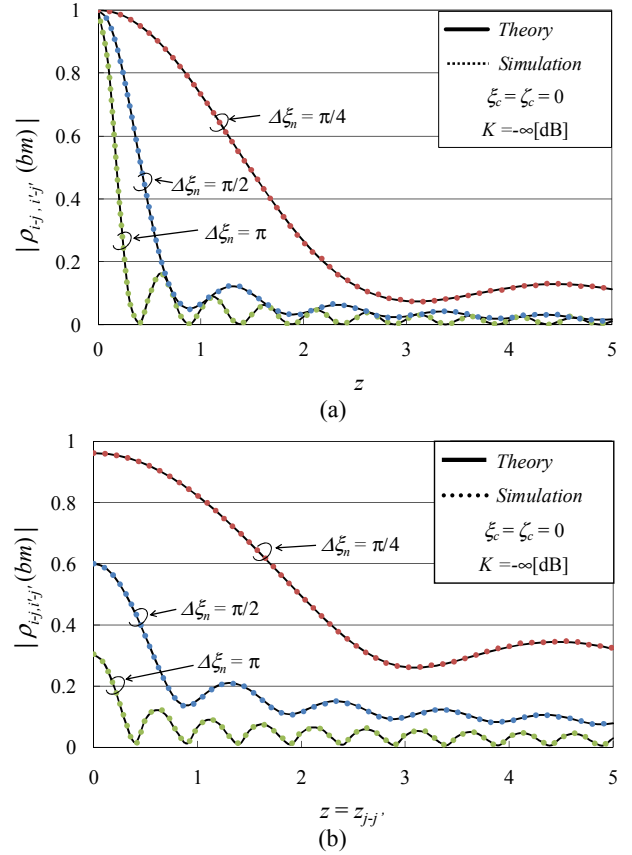 1
0.8
0.6
0.4
0.2
0
|ρi-j, i'-j' (bm)|
Theory
Simulation
ξc = ζc = 0
K =-∞[dB]
Δξn = π/4
Δξn = π/2
Δξn = π
0 1 2 3 4 5
z
(a)
1
0.8
0.6
0.4
0.2
0
|ρi-j,i'-j' (bm)|
Theory
Simulation
ξc = ζc = 0
K =-∞[dB]
Δξn = π/4
Δξn = π/2
Δξn = π
0 1 2 3 4 5
z = zj-j'
(b)